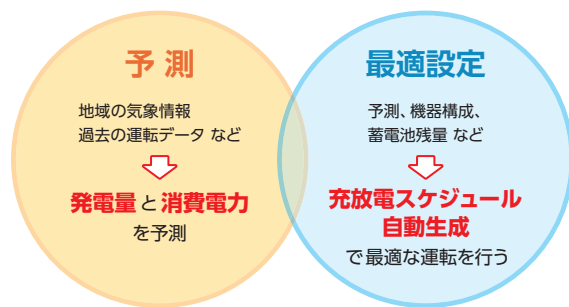 予測
地域の気象情報
過去の運転データ など
発電量と消費電力
を予測
最適設定
予測、機器構成、
蓄電池残量 など
充放電スケジュール
自動生成
で最適な運転を行う